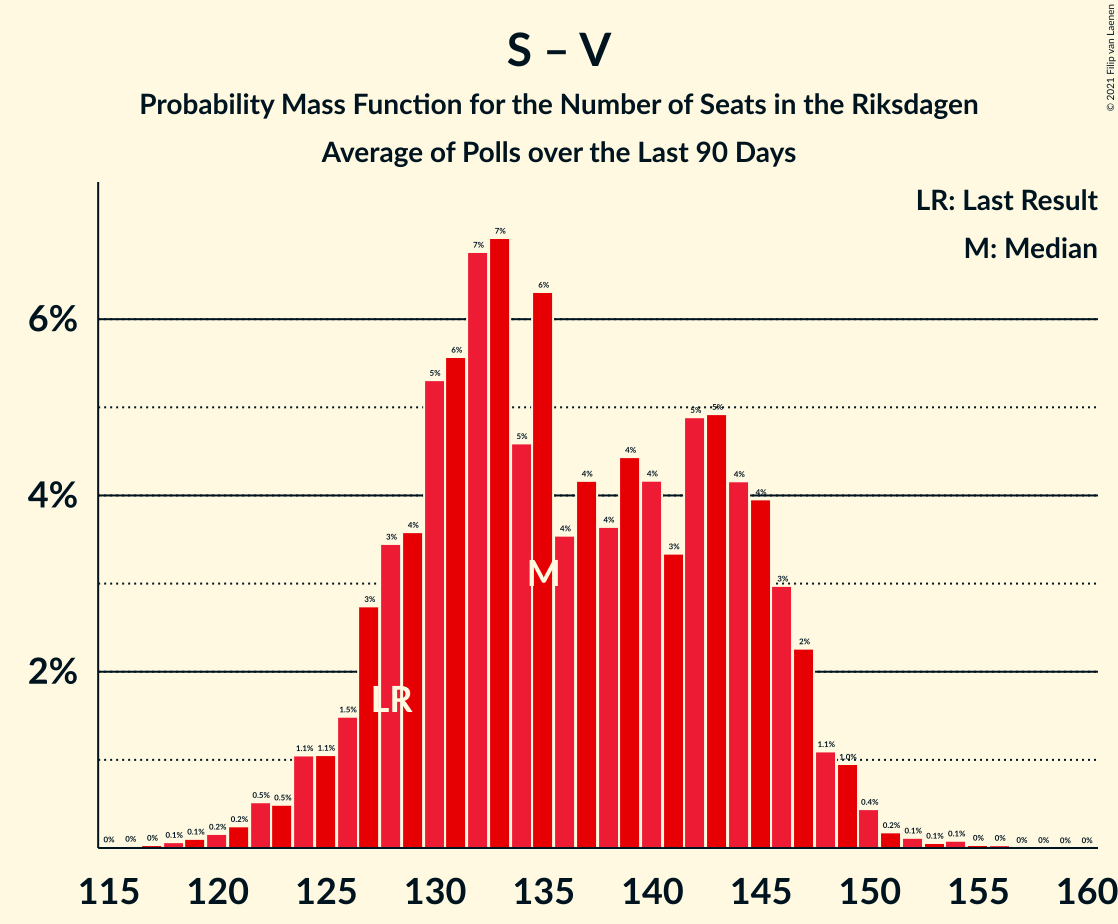 © 2021 Filip van Laenen
S – V
Probability Mass Function for the Number of Seats in the Riksdagen
Average of Polls over the Last 90 Days
LR: Last Result
M: Median
6%
4%
2%
0% 0% 0% 0.1% 0.1% 0.2% 0.2% 0.5% 0.5% 1.1% 1.1% 1.5% 3% 3% 4% 5% 6% 7% 7% 5% 6% 4% 4% 4% 4% 4% 3% 5% 5% 4% 4% 3% 2% 1.1% 1.0% 0.4% 0.2% 0.1% 0.1% 0.1% 0% 0% 0% 0% 0% 0%
M
LR
115 120 125 130 135 140 145 150 155 160